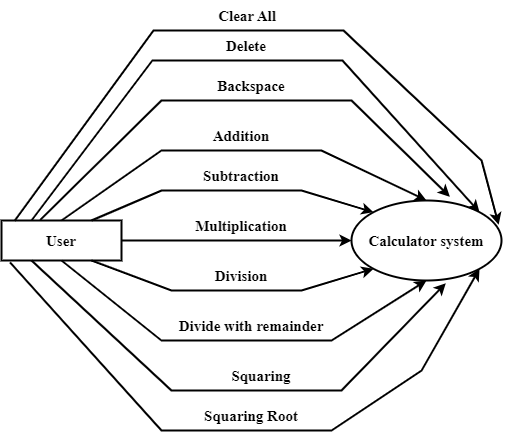 Clear All
Delete
Backspace
Addition
Subtraction
Multiplication
User
Calculator system
Division
Divide with remainder
Squaring
Squaring Root